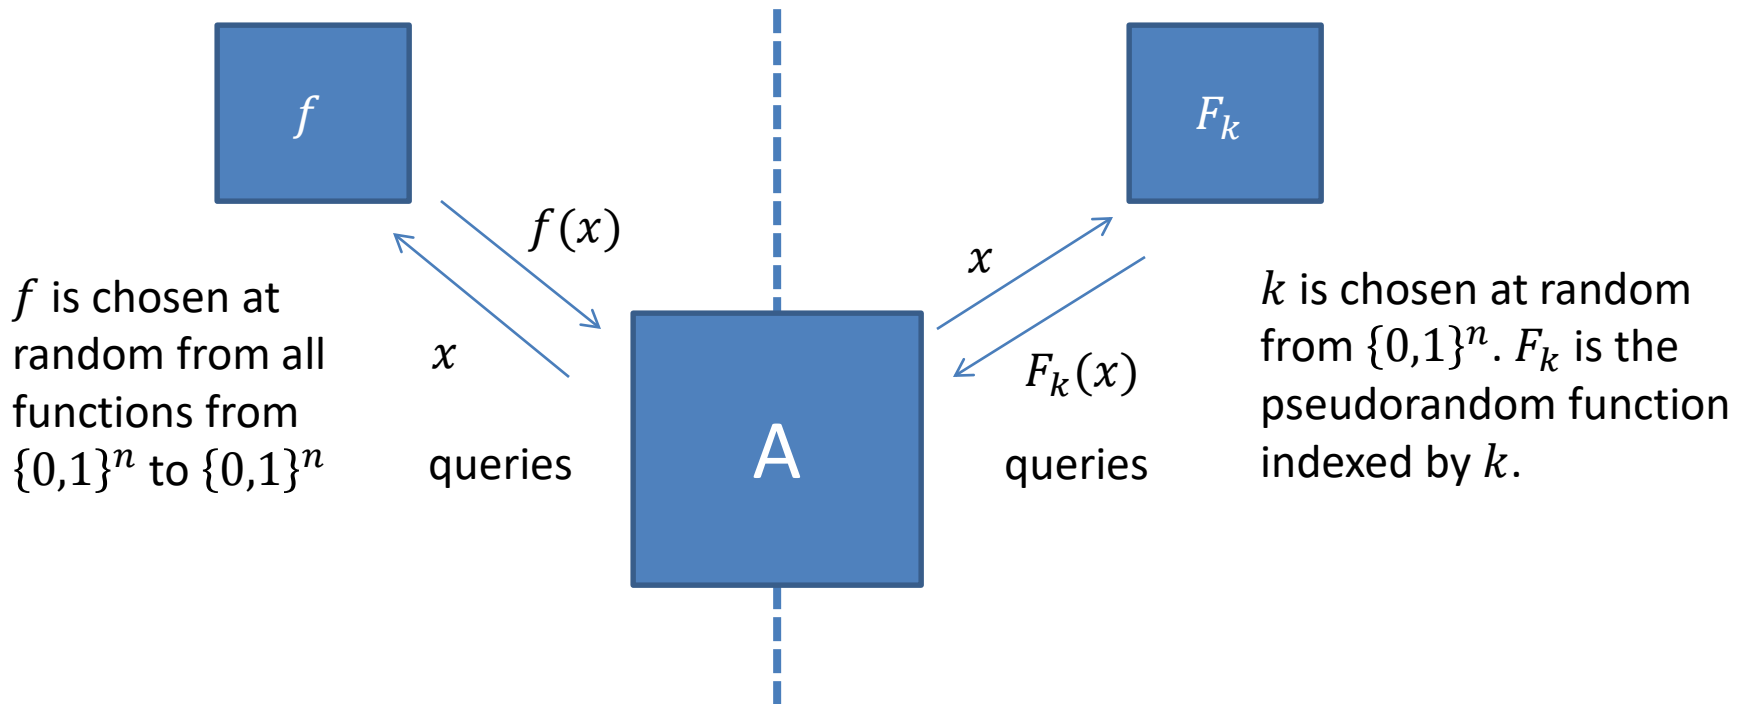 f
F_k
f(x)
x
x
F_k(x)
f is chosen at
random from all
functions from
{0,1}^n to {0,1}^n
queries
A
queries
k is chosen at random
from {0,1}^n. F_k is the
pseudorandom function
indexed by k.